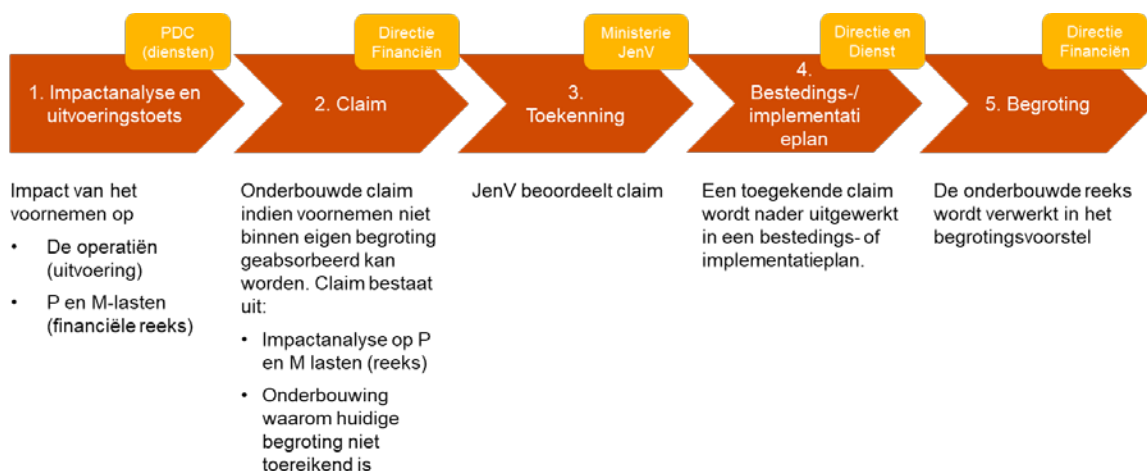 PDC
(diensten)
Directie
Financiën
Ministerie
JenV
Directie en
Dienst
Directie
Financiën
1. Impactanalyse en
uitvoeringstoets
2. Claim
3.
Toekenning
4.
Bestedings-/
implementati
eplan
5. Begroting
Impact van het
voornemen op
• De operatiën
(uitvoering)
• P en M-lasten
(financiële reeks)
Onderbouwde claim
indien voornemen niet
binnen eigen begroting
geabsorbeerd kan
worden. Claim bestaat
uit:
• Impactanalyse op P
en M lasten (reeks)
• Onderbouwing
waarom huidige
begroting niet
toereikend is
JenV beoordeelt claim
Een toegekende claim
wordt nader uitgewerkt
in een bestedings- of
implementatieplan.
De onderbouwde reeks
wordt verwerkt in het
begrotingsvoorstel